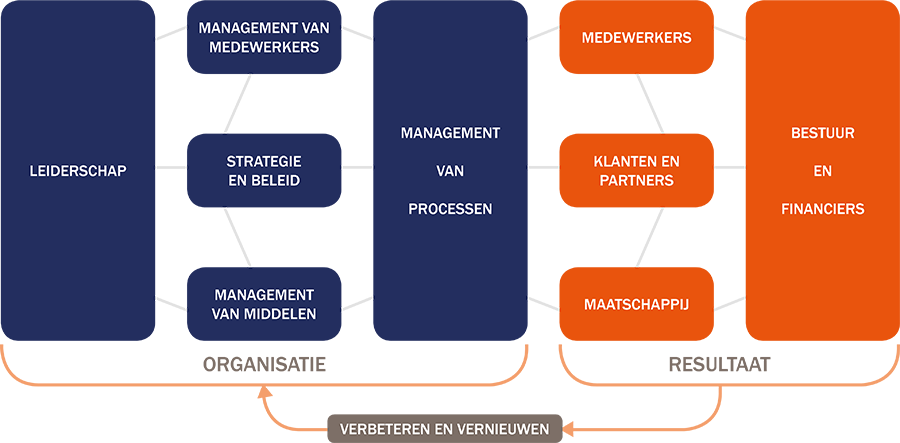 LEIDERSCHAP
MANAGEMENT VAN
MEDEWERKERS
STRATEGIE
EN BELEID
MANAGEMENT
VAN MIDDELEN
MANAGEMENT
VAN
PROCESSEN
MEDEWERKERS
KLANTEN EN
PARTNERS
MAATSCHAPPIJ
BESTUUR
EN
FINANCIERS
ORGANISATIE
RESULTAAT
VERBETEREN EN VERNIEUWEN